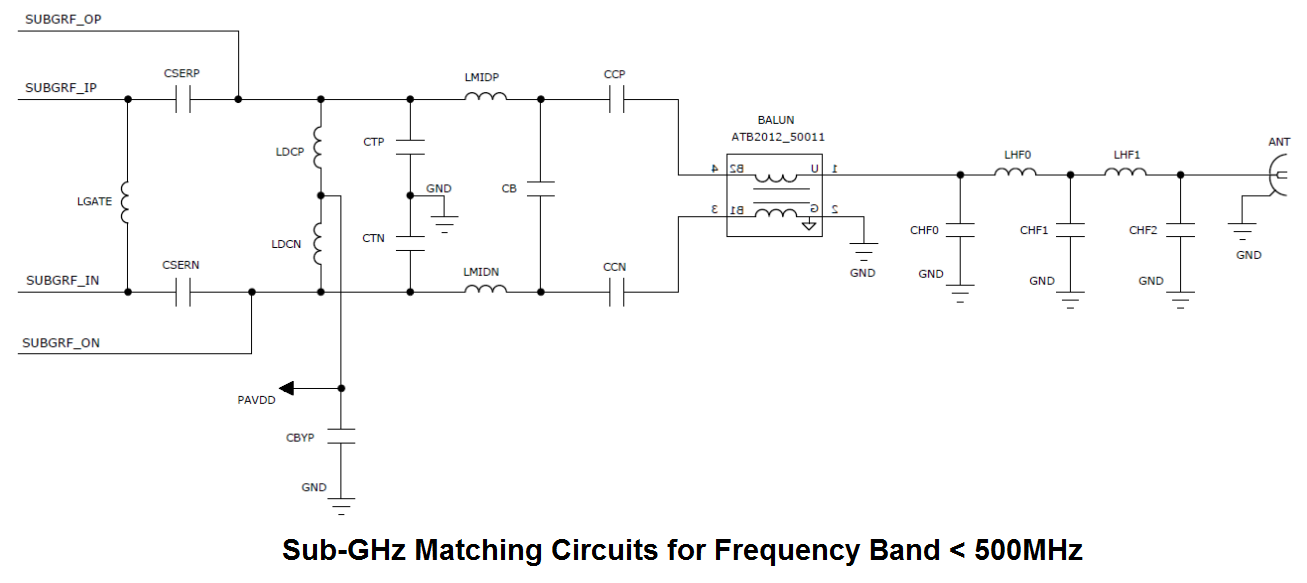 SUBGRF_OP
SUBGRF_IP
CSERP
LMIDP
CCP
BALUN
ATB2012_50011
ANT
LDCP
CTP
4 B2 U 1
LHF0
LHF1
LGATE
GND
CB
3 B1 G 2
LDCN
CTN
CHF0
CHF1
CHF2
GND
GND
GND
GND
GND
CSERN
LMIDN
CCN
SUBGRF_IN
SUBGRF_ON
PAVDD
CBYP
GND
Sub-GHz Matching Circuits for Frequency Band < 500MHz